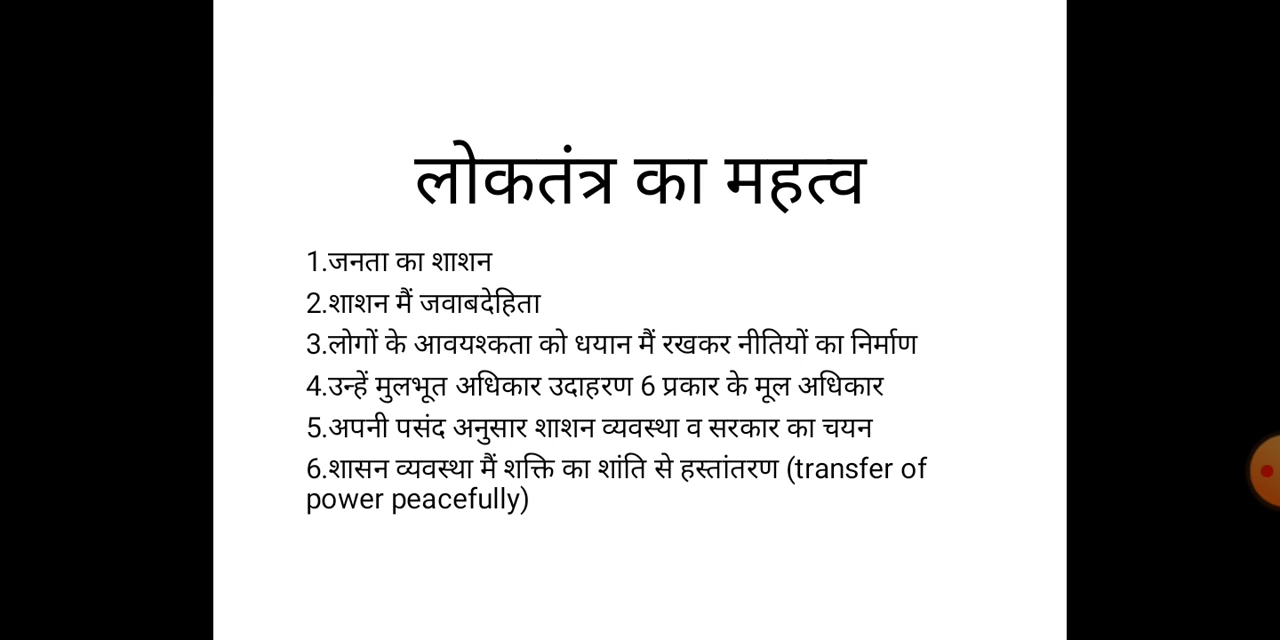 लोकतंत्र का महत्व
1.जनता का शाशन
2.शाशन मैं जवाबदेहिता
3.लोगों के आवयश्कता को धयान मैं रखकर नीतियों का निर्माण
4.उन्हें मुलभूत अधिकार उदाहरण 6 प्रकार के मूल अधिकार
5.अपनी पसंद अनुसार शाशन व्यवस्था व सरकार का चयन
6.शासन व्यवस्था मैं शक्ति का शांति से हस्तांतरण (transfer of
power peacefully)